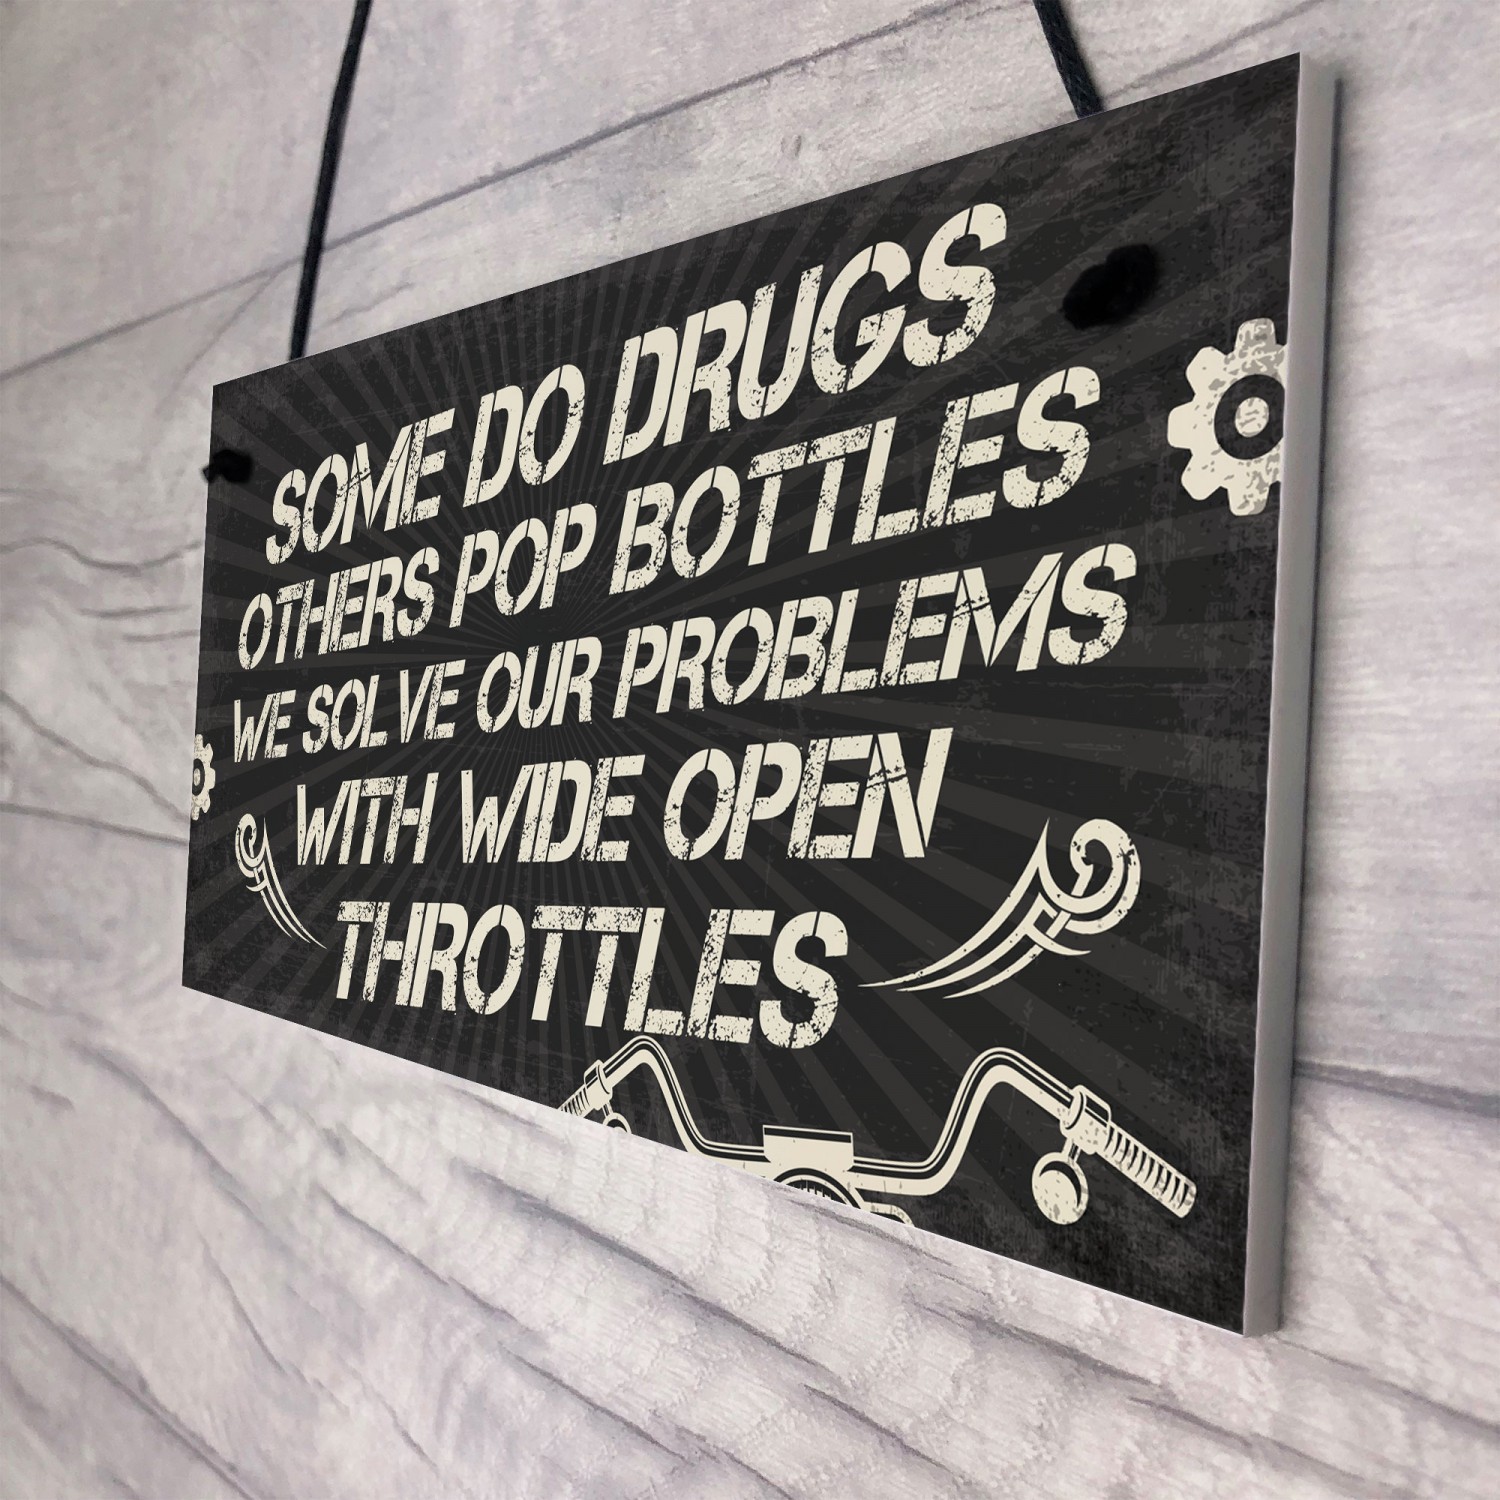 SOME DO DRUGS
OTHERS POP BOTTLES
WE SOLVE OUR PROBLEMS
WITH WIDE OPEN
THROTTLES